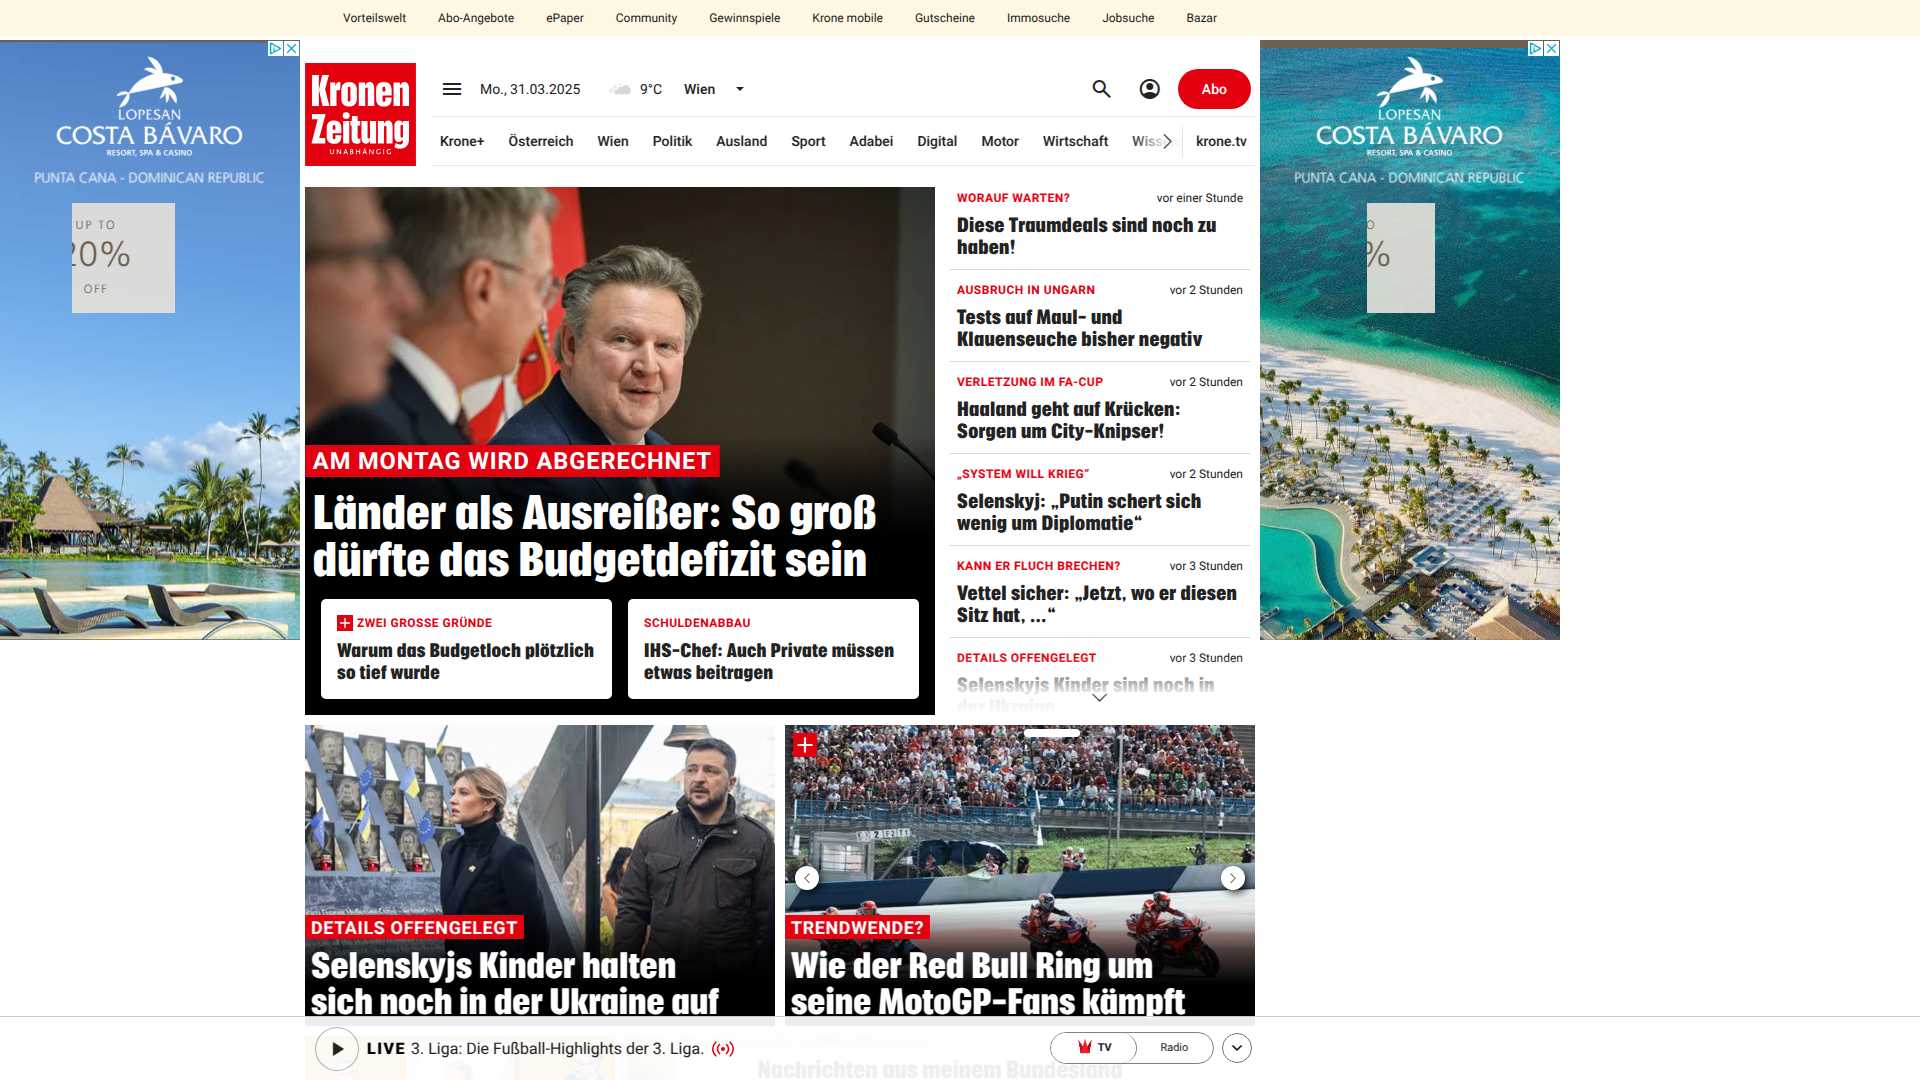 Vorteilswelt Abo-Angebote ePaper Community Gewinnspiele Krone mobile Gutscheine Immosuche Jobsuche Bazar
LOPESAN
COSTA BÁVARO
RESORT, SPA & CASINO
PUNTA CANA - DOMINICAN REPUBLIC
UP TO
20%
OFF
Kronen
Zeitung
UNABHÄNGIG
Mo., 31.03.2025 9°C Wien
Abo
Krone+ Österreich Wien Politik Ausland Sport Adabei Digital Motor Wirtschaft Wiss krone.tv
AM MONTAG WIRD ABGERECHNET
Länder als Ausreißer: So groß
dürfte das Budgetdefizit sein
ZWEI GROSSE GRÜNDE
Warum das Budgetloch plötzlich
so tief wurde
SCHULDENABBAU
IHS-Chef: Auch Private müssen
etwas beitragen
WORAUF WARTEN? vor einer Stunde
Diese Traumdeals sind noch zu
haben!
AUSBRUCH IN UNGARN vor 2 Stunden
Tests auf Maul- und
Klauenseuche bisher negativ
VERLETZUNG IM FA-CUP vor 2 Stunden
Haaland geht auf Krücken:
Sorgen um City-Knipser!
„SYSTEM WILL KRIEG“ vor 2 Stunden
Selenskyj: „Putin schert sich
wenig um Diplomatie“
KANN ER FLUCH BRECHEN? vor 3 Stunden
Vettel sicher: „Jetzt, wo er diesen
Sitz hat, ...“
DETAILS OFFENGELEGT vor 3 Stunden
Selenskyjs Kinder sind noch in
der Ukraine
LOPESAN
COSTA BÁVARO
RESORT, SPA & CASINO
PUNTA CANA - DOMINICAN REPUBLIC
O
%
DETAILS OFFENGELEGT
Selenskyjs Kinder halten
sich noch in der Ukraine auf
TRENDWENDE?
Wie der Red Bull Ring um
seine MotoGP-Fans kämpft
LIVE 3. Liga: Die Fußball-Highlights der 3. Liga.
TV Radio
Nachrichten aus meinem Bundesland